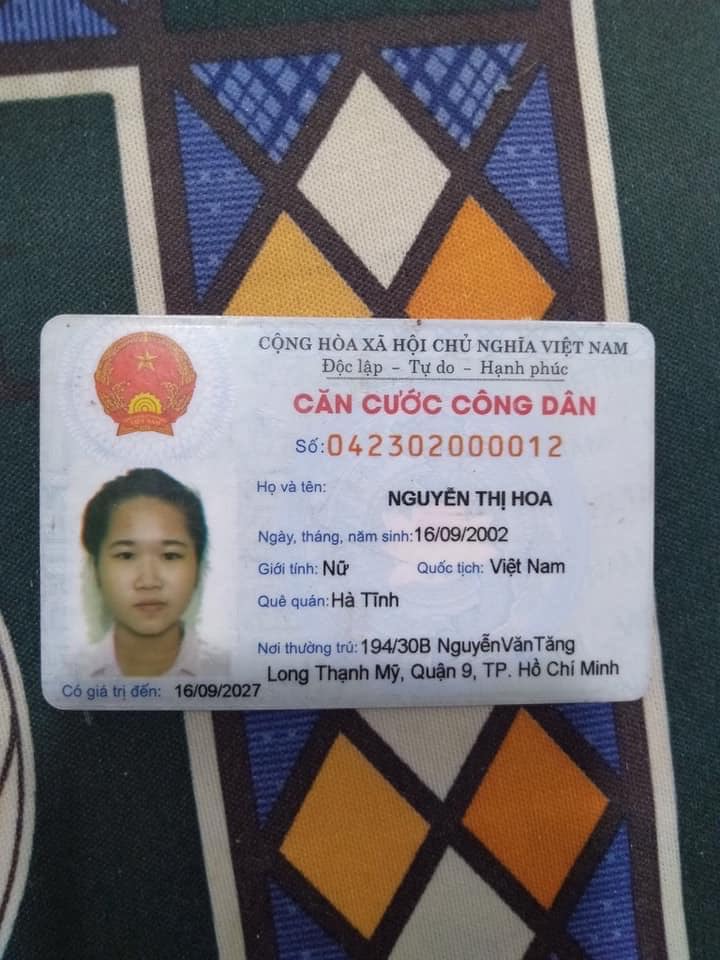 CỘNG HÒA XÃ HỘI CHỦ NGHĨA VIỆT NAM
Độc lập - Tự do - Hạnh phúc
CĂN CƯỚC CÔNG DÂN
Số: 042302000012
Họ và tên:
NGUYỄN THỊ HOA
Ngày, tháng, năm sinh: 16/09/2002
Giới tính: Nữ Quốc tịch: Việt Nam
Quê quán: Hà Tĩnh
Nơi thường trú: 194/30B NguyễnVănTăng
Long Thạnh Mỹ, Quận 9, TP. Hồ Chí Minh
Có giá trị đến: 16/09/2027